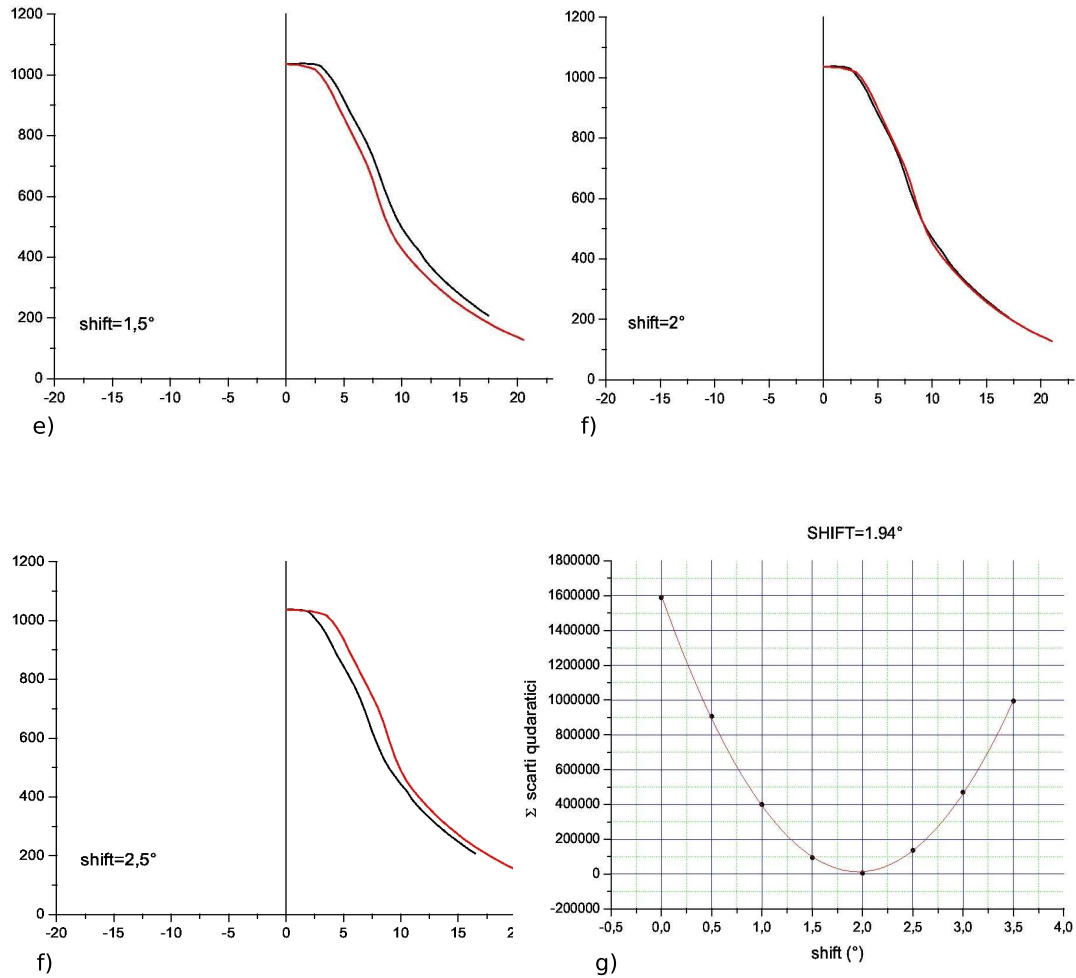 1200
1000
800
600
400
200
0
-20 -15 -10 -5 0 5 10 15 20
shift=1,5°
e)
1200
1000
800
600
400
200
0
-20 -15 -10 -5 0 5 10 15 20
shift=2°
f)
1200
1000
800
600
400
200
0
-20 -15 -10 -5 0 5 10 15 2
shift=2,5°
f)
SHIFT=1.94°
1800000
1600000
1400000
1200000
1000000
800000
600000
400000
200000
0
-200000
-0,5 0,0 0,5 1,0 1,5 2,0 2,5 3,0 3,5 4,0
Σ scarti qudaratici
shift (°)
g)